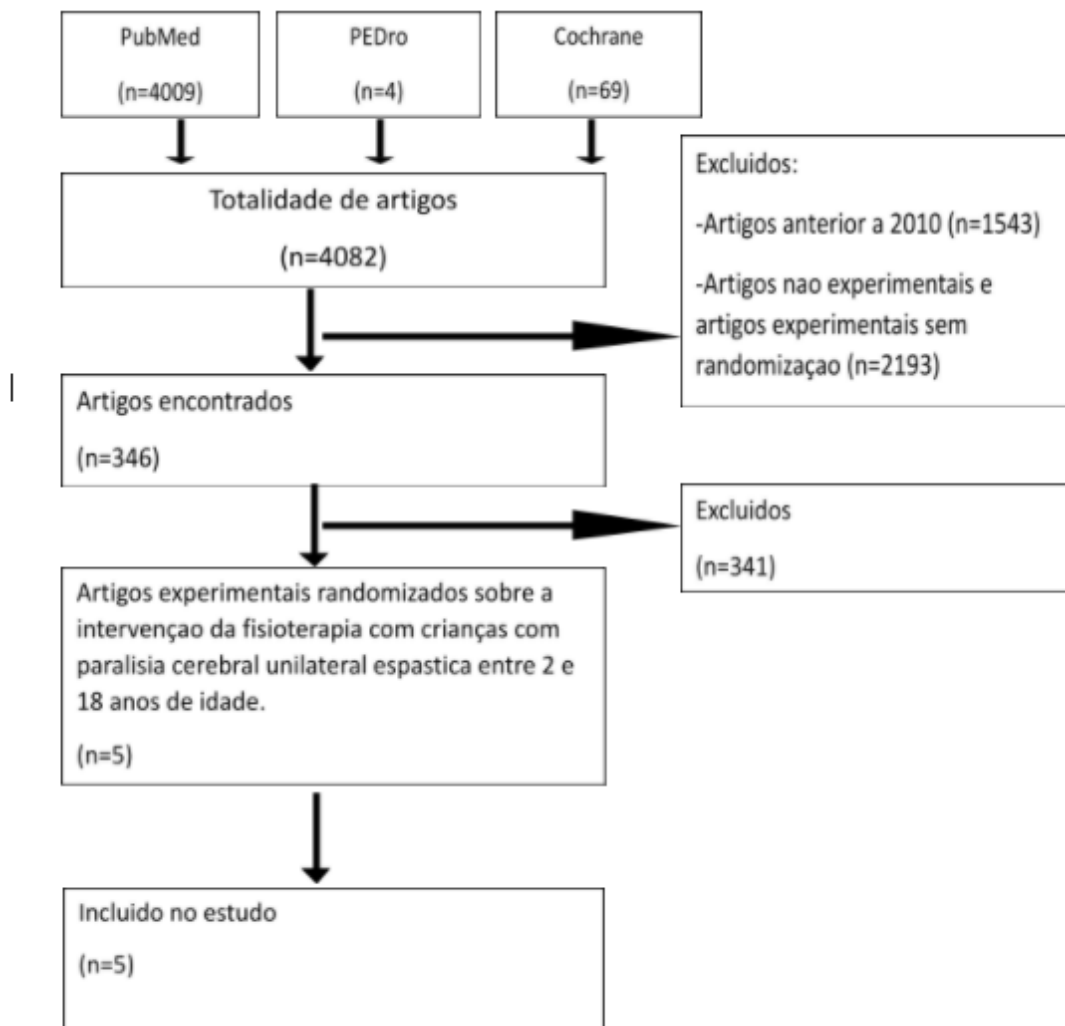 PubMed
(n=4009)
PEDro
(n=4)
Cochrane
(n=69)
Totalidade de artigos
(n=4082)
Excluidos:
-Artigos anterior a 2010 (n=1543)
-Artigos nao experimentais e
artigos experimentais sem
randomizaçao (n=2193)
Artigos encontrados
(n=346)
Excluidos
(n=341)
Artigos experimentais randomizados sobre a
intervençao da fisioterapia com crianças com
paralisia cerebral unilateral espastica entre 2 e
18 anos de idade.
(n=5)
Incluido no estudo
(n=5)